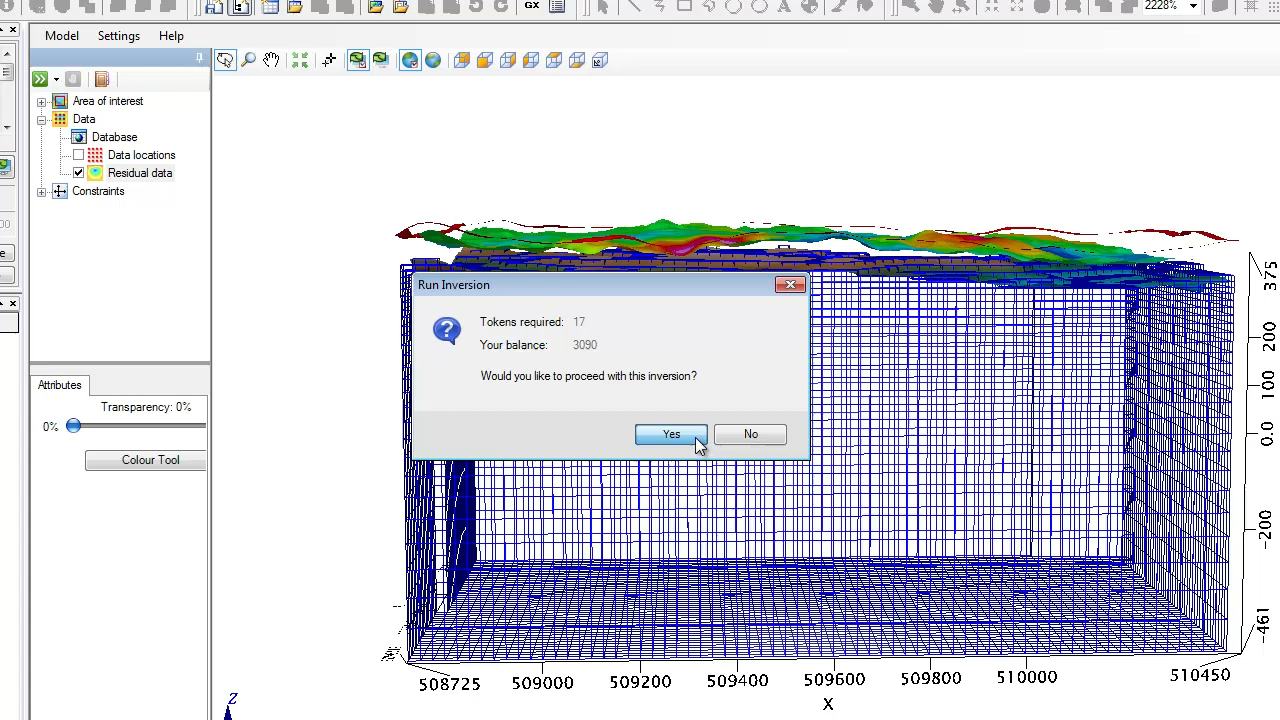 GX
2228%
Model Settings Help
Area of interest
Data
Database
Data locations
Residual data
Constraints
Run Inversion
Tokens required: 17
Your balance: 3090
Would you like to proceed with this inversion?
Yes No
Attributes
Transparency: 0%
0%
Colour Tool
375
200
100
0.0
-200
-461
508725 509000 509200 509400 509600 509800 510000 510450
X
Z